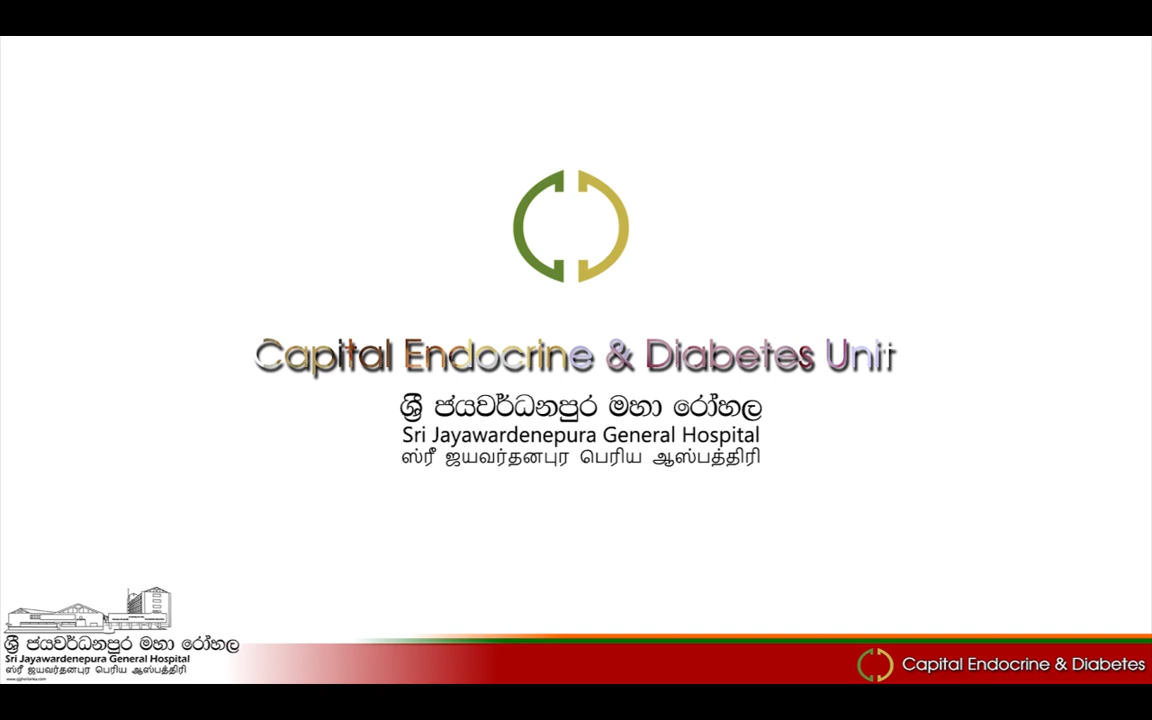 Capital Endocrine & Diabetes Unit
ශ්‍රී ජයවර්ධනපුර මහා රෝහල
Sri Jayawardenepura General Hospital
ஸ்ரீ ஜயவர்தனபுர பெரிய ஆஸ்பத்திரி
ශ්‍රී ජයවර්ධනපුර මහා රෝහල
Sri Jayawardenepura General Hospital
ஸ்ரீ ஜயவர்தனபுர பெரிய ஆஸ்பத்திரி
Capital Endocrine & Diabetes